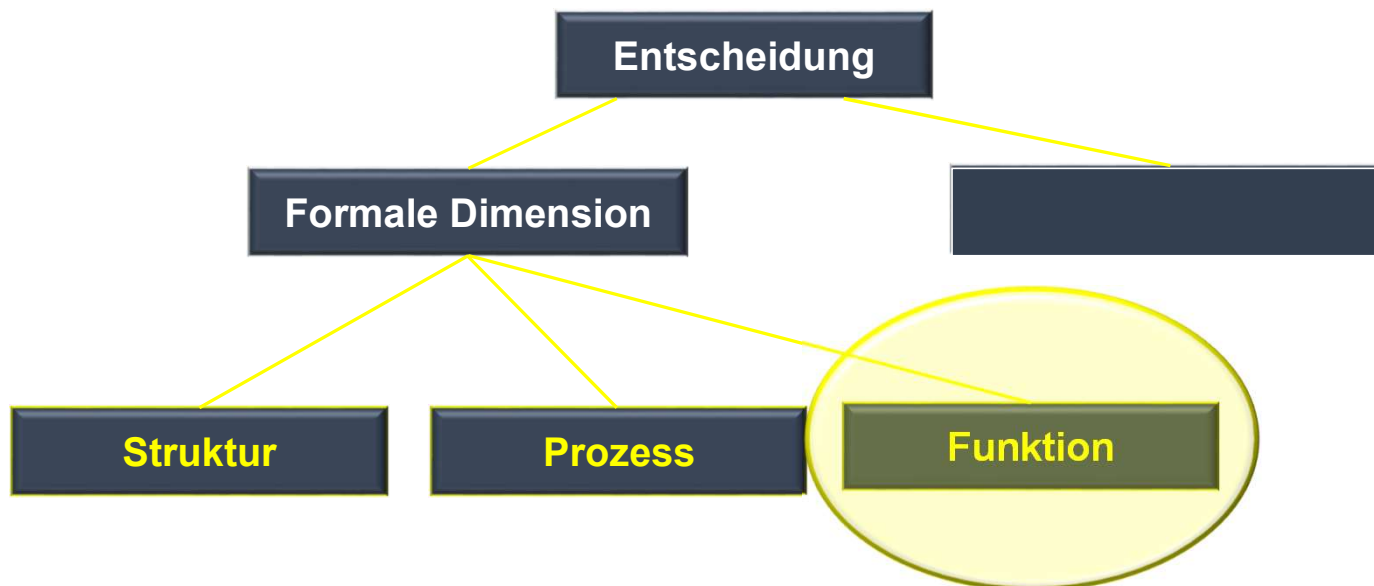 Entscheidung
Formale Dimension
Struktur
Prozess
Funktion